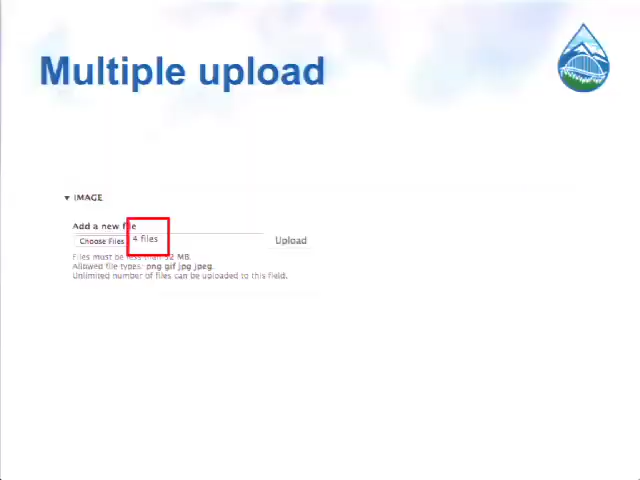 Multiple upload
▼ IMAGE
Add a new file
Choose Files 4 files Upload
Files must be less than 32 MB.
Allowed file types: png gif jpg jpeg.
Unlimited number of files can be uploaded to this field.